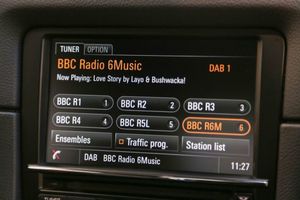 TUNER OPTION
BBC Radio 6Music DAB 1
Now Playing: Love Story by Layo & Bushwacka!
BBC R1 1 BBC R2 2 BBC R3 3
BBC R4 4 BBC R5L 5 BBC R6M 6
Ensembles Traffic prog. Station list
DAB BBC Radio 6Music 11:27